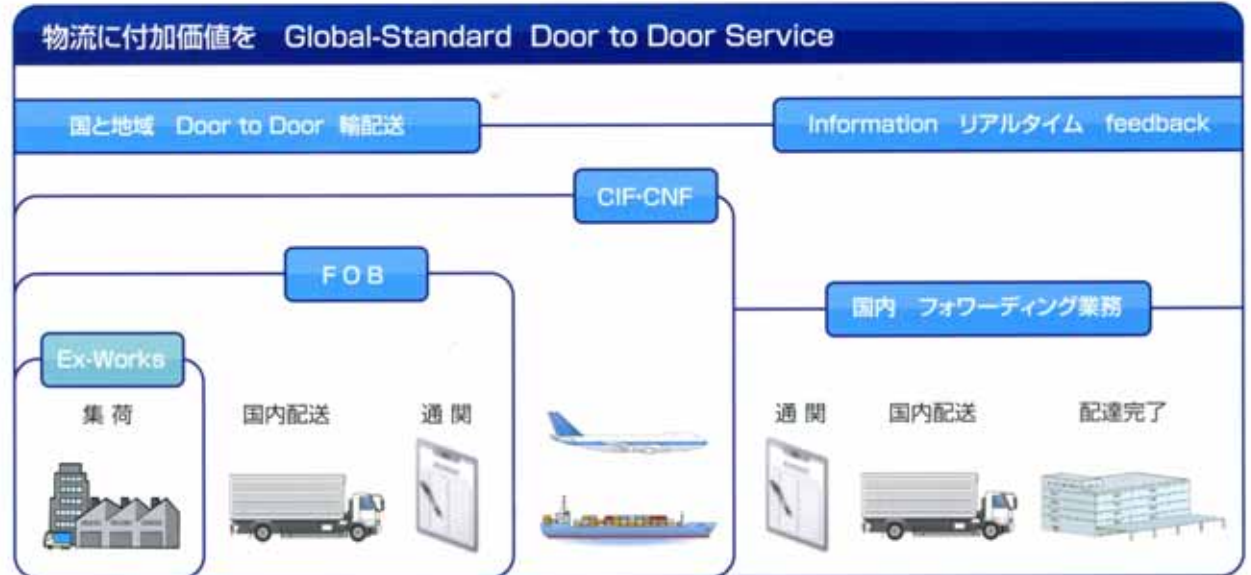 物流に付加価値を Global-Standard Door to Door Service
国と地域 Door to Door 輸配送
Information リアルタイム feedback
CIF・CNF
FOB
国内 フォワーディング業務
Ex-Works
集荷
国内配送
通関
通関
国内配送
配達完了